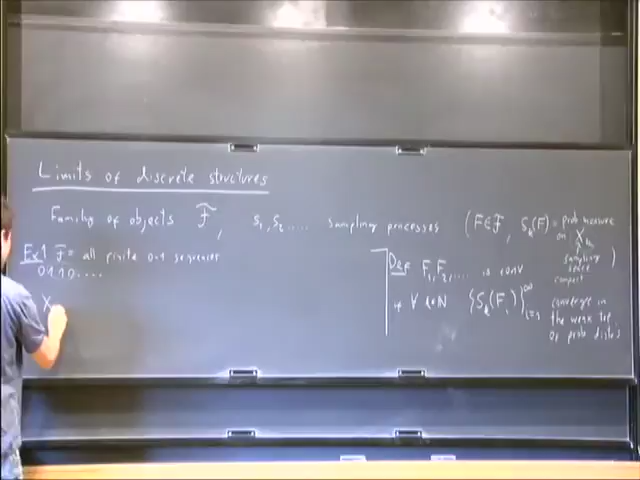 Limits of discrete structures
Family of objects F̃, S₁, S₂..... sampling processes (F∈F̃, Sₖ(F) = prob measure
on Xₖ
sampling
space
compact )
Ex1 F̃ = all finite 0-1 sequences
0110....
X
Def F₁, F₂, .... is conv
∀ k∈N {Sₖ(Fᵢ)}ᵢ₌₁^∞ converge in
the weak top
of prob distr's